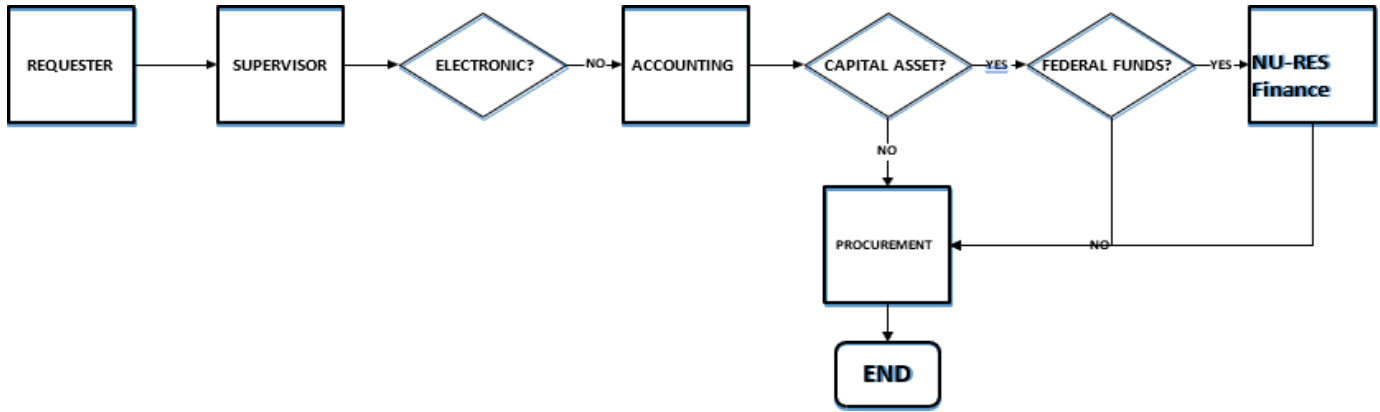 REQUESTER
SUPERVISOR
ELECTRONIC?
NO
ACCOUNTING
CAPITAL ASSET?
YES
FEDERAL FUNDS?
YES
NU-RES
Finance
NO
PROCUREMENT
NO
END